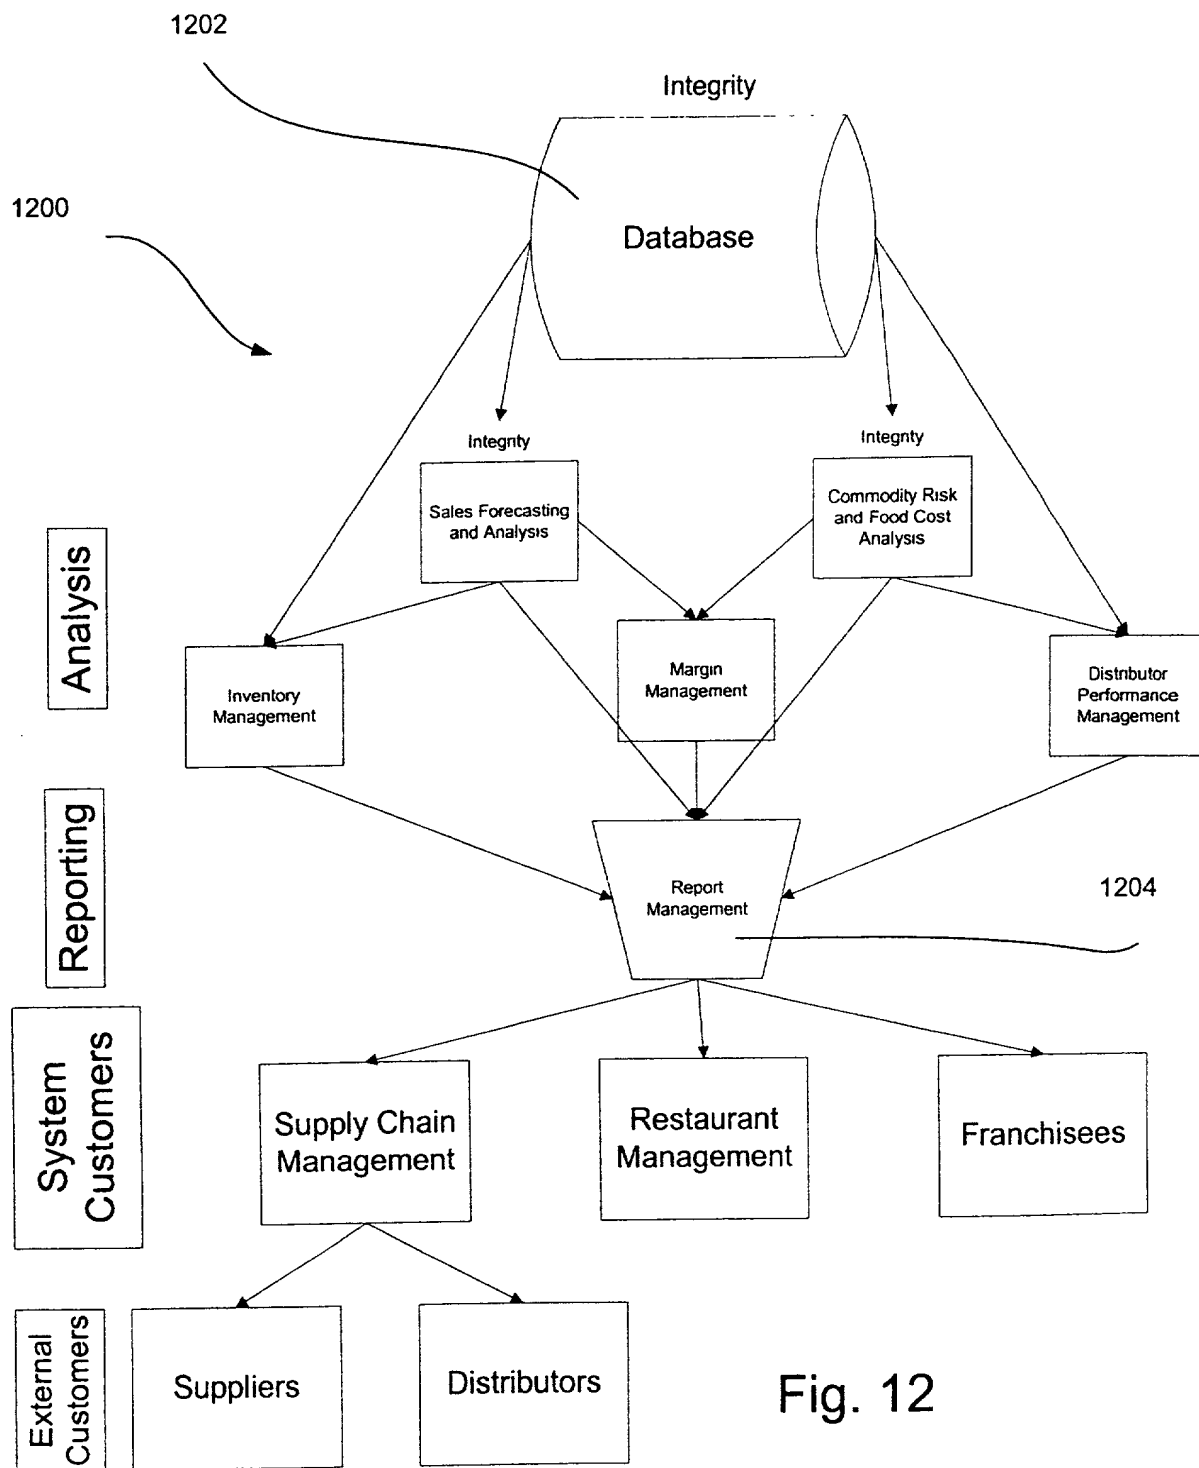 1202
Integrity
1200
Database
Integrity
Integrity
Sales Forecasting
and Analysis
Commodity Risk
and Food Cost
Analysis
Analysis
Inventory
Management
Margin
Management
Distributor
Performance
Management
Reporting
Report
Management
1204
System
Customers
Supply Chain
Management
Restaurant
Management
Franchisees
External
Customers
Suppliers
Distributors
Fig. 12